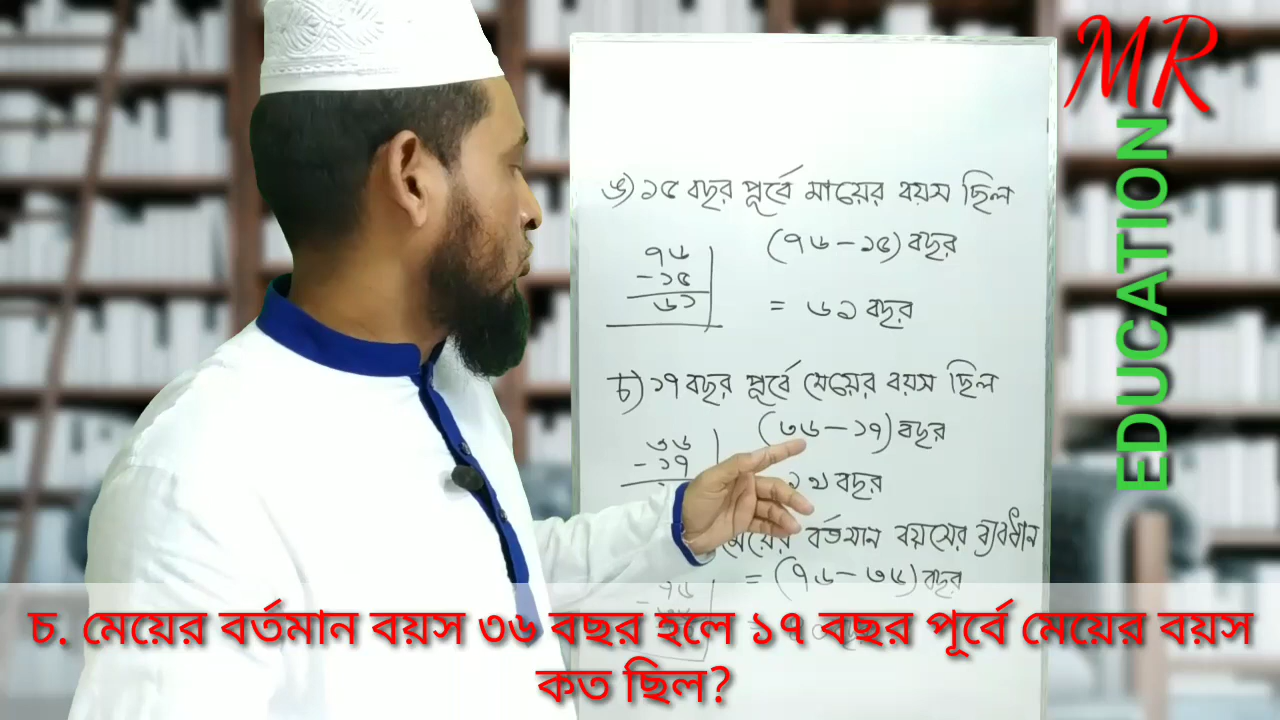 MR
EDUCATION
ঙ) ১৫ বছর পূর্বে মায়ের বয়স ছিল
(৭৬ – ১৫) বছর
৭৬
– ১৫
৬১
= ৬১ বছর
চ) ১৭ বছর পূর্বে মেয়ের বয়স ছিল
(৩৬ – ১৭) বছর
৩৬
– ১৭
১৯ বছর
মেয়ের বর্তমান বয়সের ব্যবধান
= (৭৬ – ৩৬) বছর
৭৬
চ. মেয়ের বর্তমান বয়স ৩৬ বছর হলে ১৭ বছর পূর্বে মেয়ের বয়স
কত ছিল?